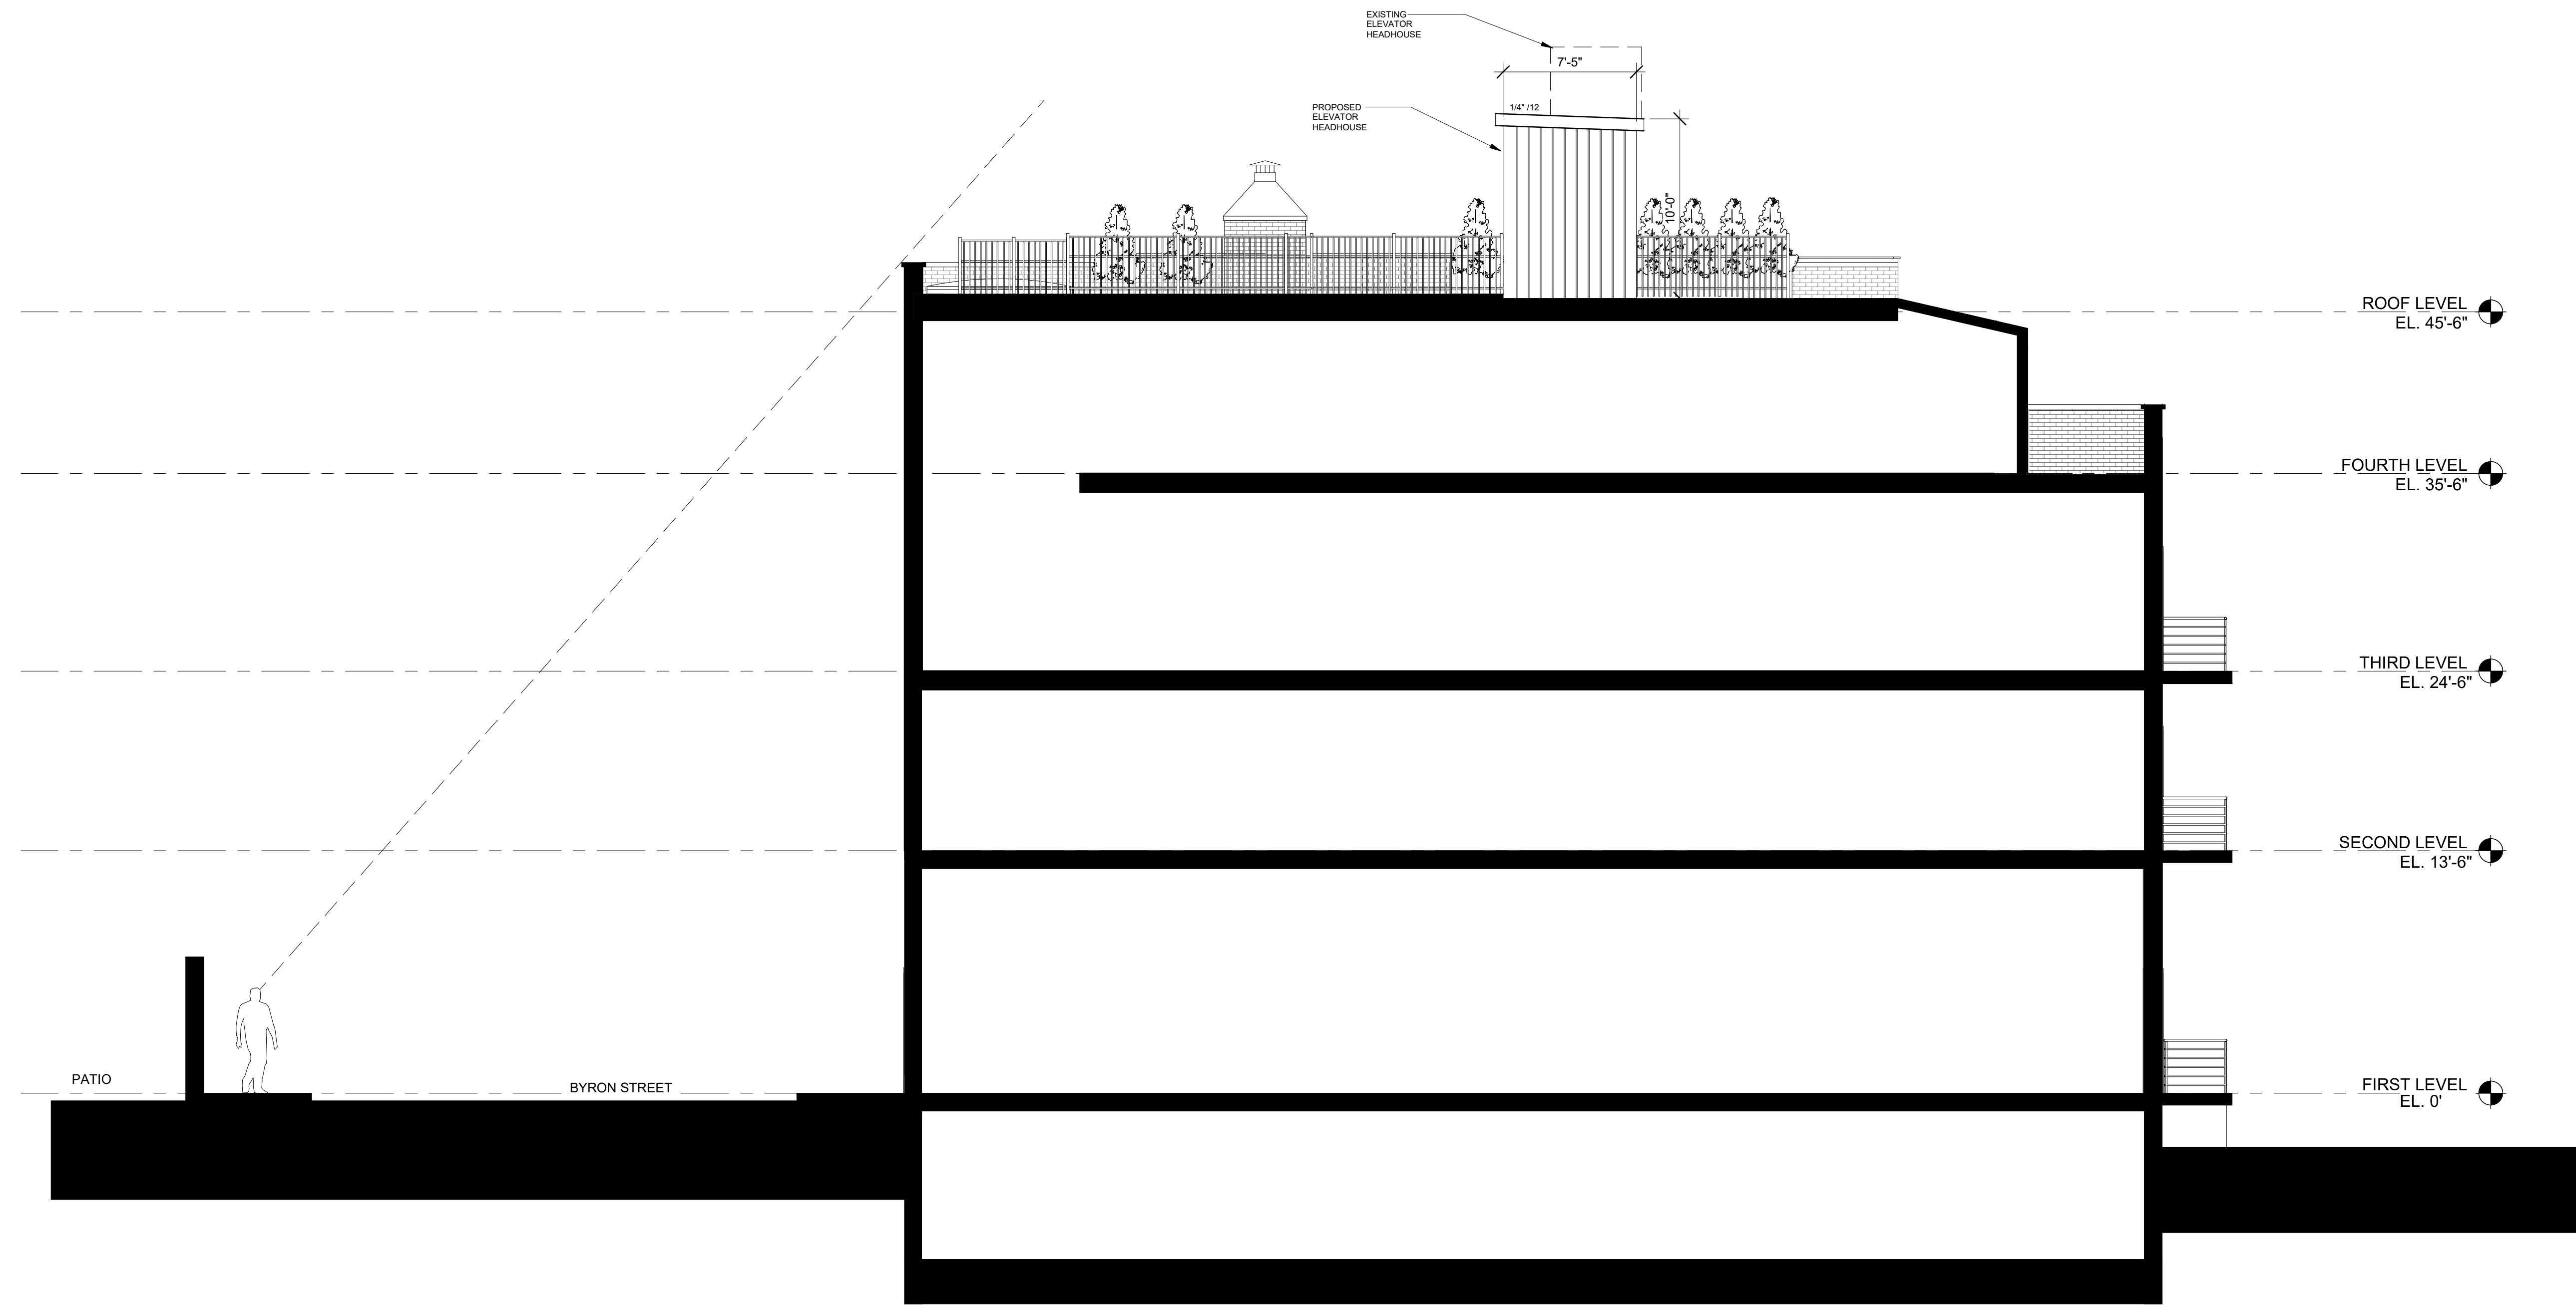 EXISTING
ELEVATOR
HEADHOUSE
7'-5"
PROPOSED
ELEVATOR
HEADHOUSE
1/4" /12
10'-0"
ROOF LEVEL
EL. 45'-6"
FOURTH LEVEL
EL. 35'-6"
THIRD LEVEL
EL. 24'-6"
SECOND LEVEL
EL. 13'-6"
PATIO
BYRON STREET
FIRST LEVEL
EL. 0'